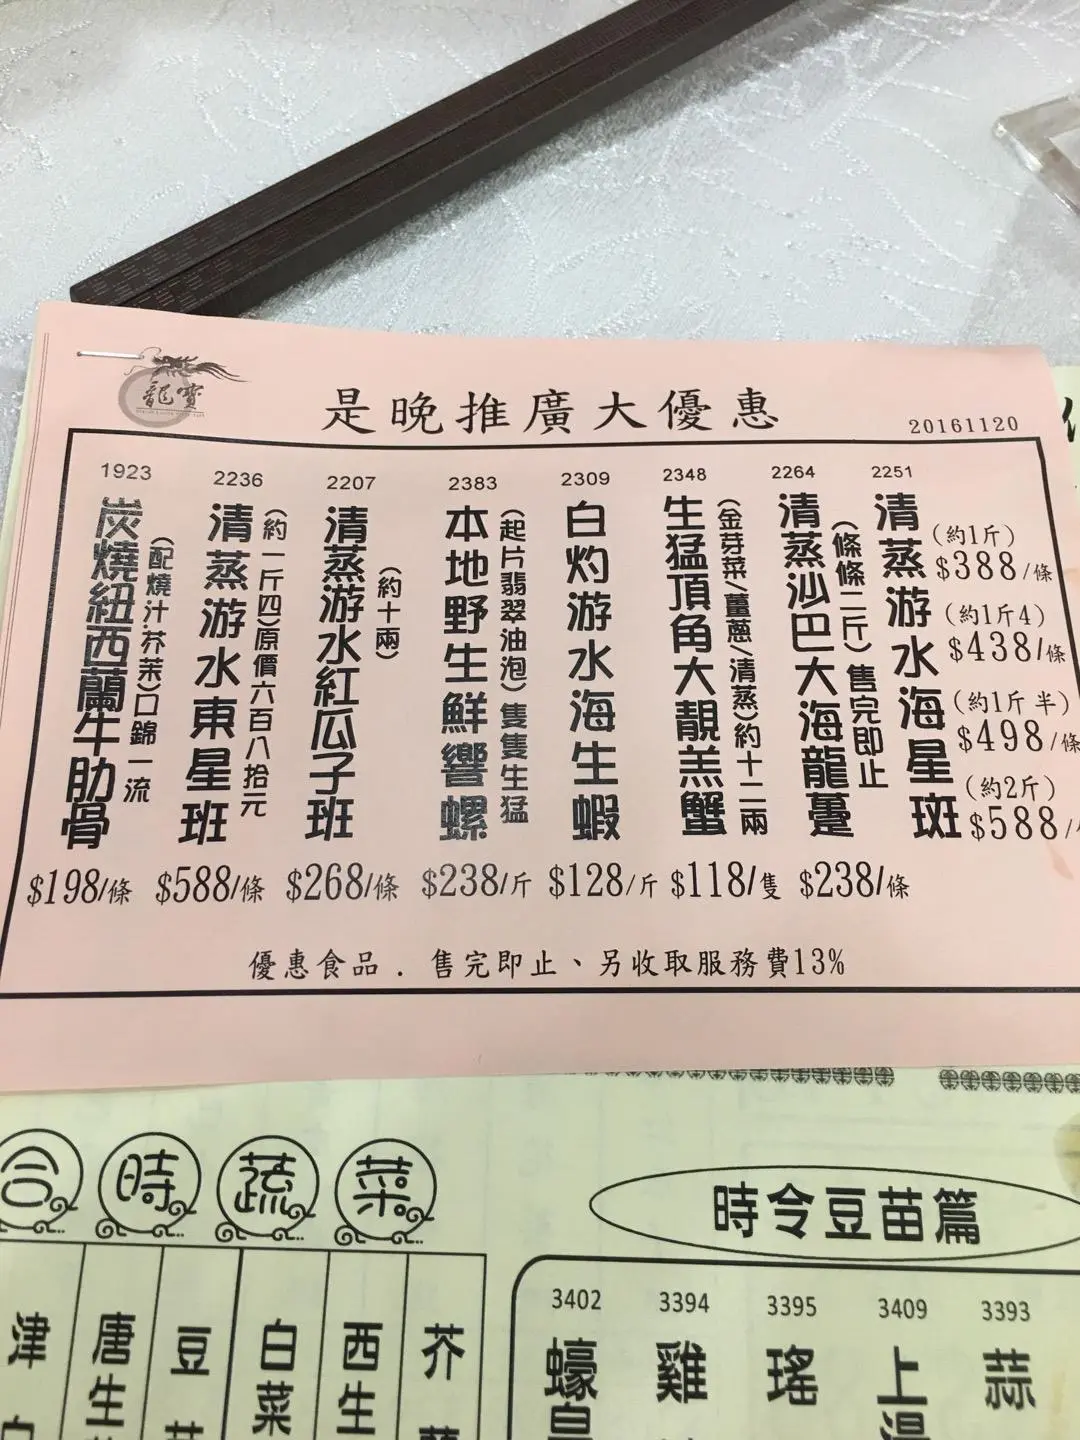 龍寶
是晚推廣大優惠
20161120
2251
清蒸游水海星斑
(約1斤)
$388/條
(約1斤4)
$438/條
(約1斤半)
$498/條
(約2斤)
$588/
2264
清蒸沙巴大海龍躉
(條條二斤)售完即止
$238/條
2348
生猛頂角大靚羔蟹
(金芽菜/薑蔥/清蒸)約十二兩
$118/隻
2309
白灼游水海生蝦
$128/斤
2383
本地野生鮮響螺
(起片翡翠油泡)隻隻生猛
$238/斤
2207
清蒸游水紅瓜子班
(約十兩)
$268/條
2236
清蒸游水東星班
(約一斤四)原價六百八拾元
$588/條
1923
炭燒紐西蘭牛肋骨
(配燒汁.芥茉)口錦一流
$198/條
優惠食品．售完即止、另收取服務費13%
合時蔬菜
津
唐生
豆
白菜
西生
芥
時令豆苗篇
3402
蠔皇
3394
雞
3395
瑤
3409
上湯
3393
蒜